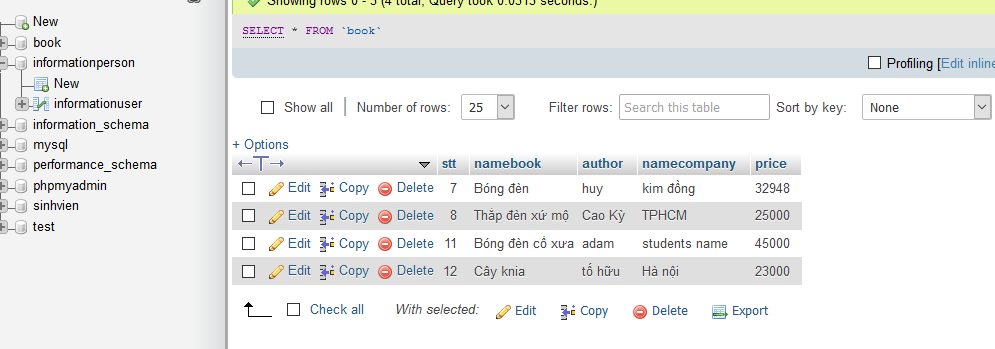 New
book
informationperson
New
informationuser
information_schema
mysql
performance_schema
phpmyadmin
sinhvien
test
Showing rows 0 - 3 (4 total, Query took 0.0313 seconds.)
SELECT * FROM `book`
Profiling [Edit inline
Show all Number of rows: 25 Filter rows: Search this table Sort by key: None
+ Options
stt namebook author namecompany price
Edit Copy Delete 7 Bóng đèn huy kim đồng 32948
Edit Copy Delete 8 Thắp đèn xứ mộ Cao Kỳ TPHCM 25000
Edit Copy Delete 11 Bóng đèn cổ xưa adam students name 45000
Edit Copy Delete 12 Cây knia tố hữu Hà nội 23000
Check all With selected: Edit Copy Delete Export